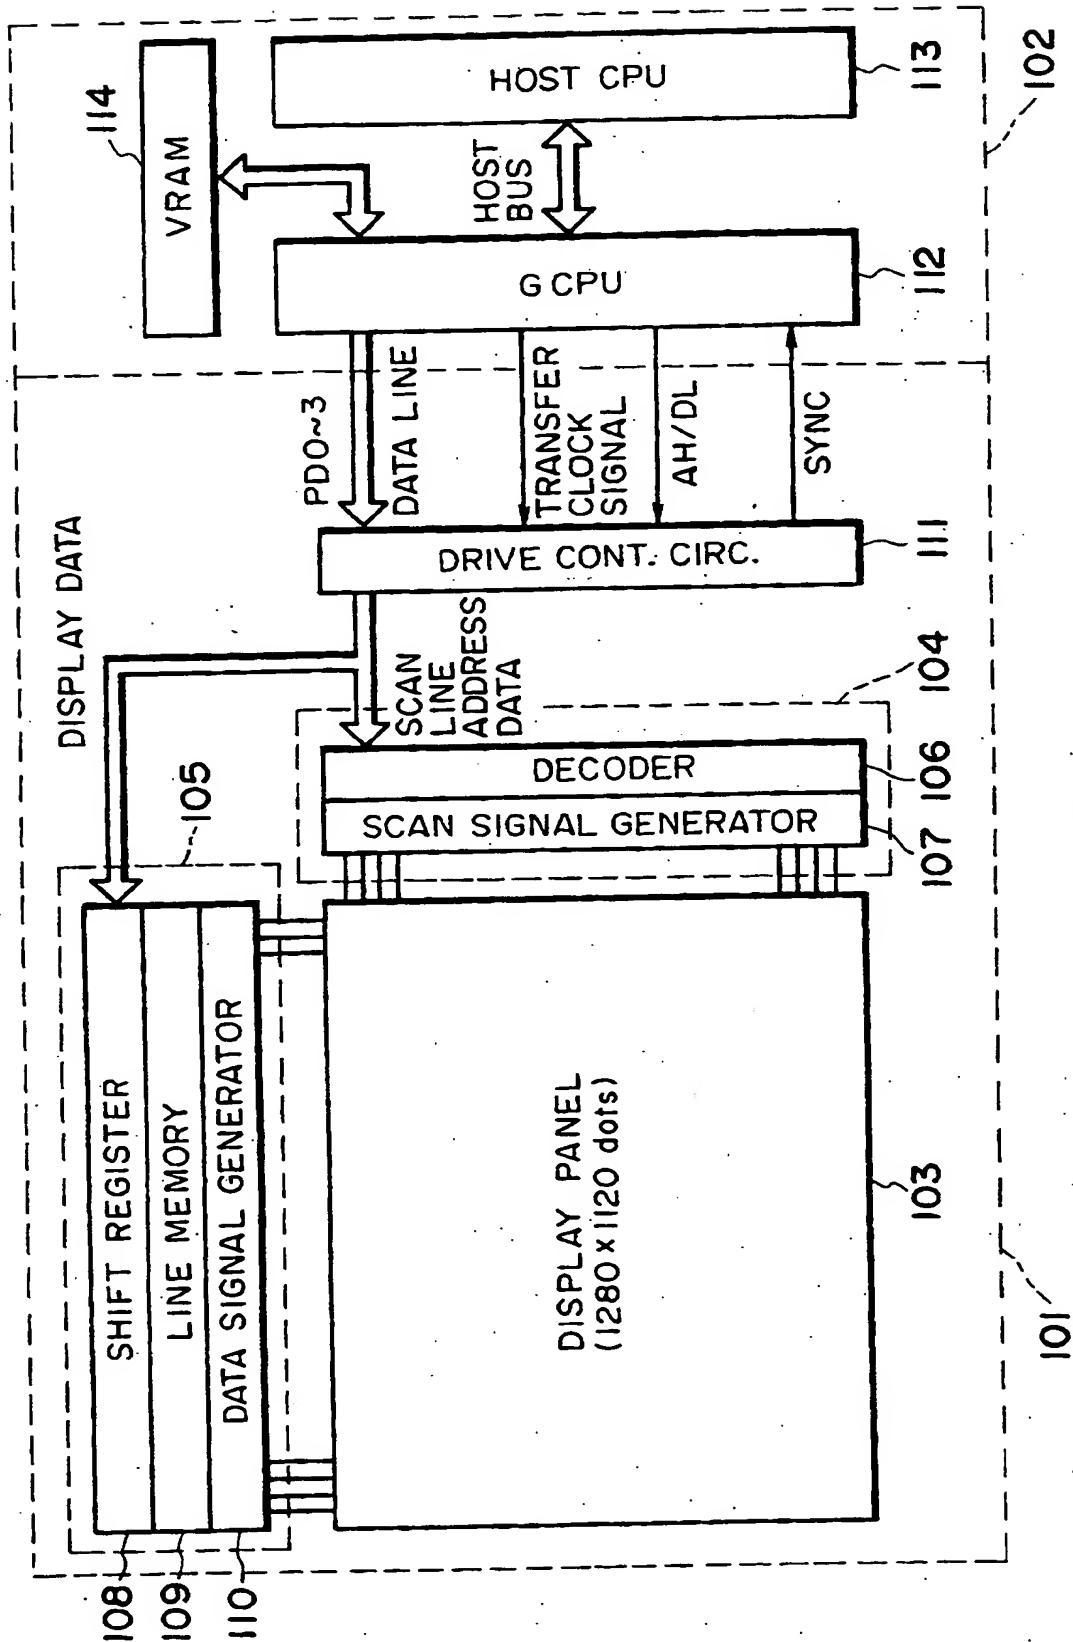 108
109
110
SHIFT REGISTER
LINE MEMORY
DATA SIGNAL GENERATOR
105
DISPLAY DATA
114
VRAM
DISPLAY PANEL
(1280 x 1120 dots)
103
101
SCAN SIGNAL GENERATOR
DECODER
107
106
104
SCAN
LINE
ADDRESS
DATA
DRIVE CONT. CIRC.
111
PD0~3
DATA LINE
TRANSFER
CLOCK
SIGNAL
AH/DL
SYNC
G CPU
112
HOST
BUS
HOST CPU
113
102